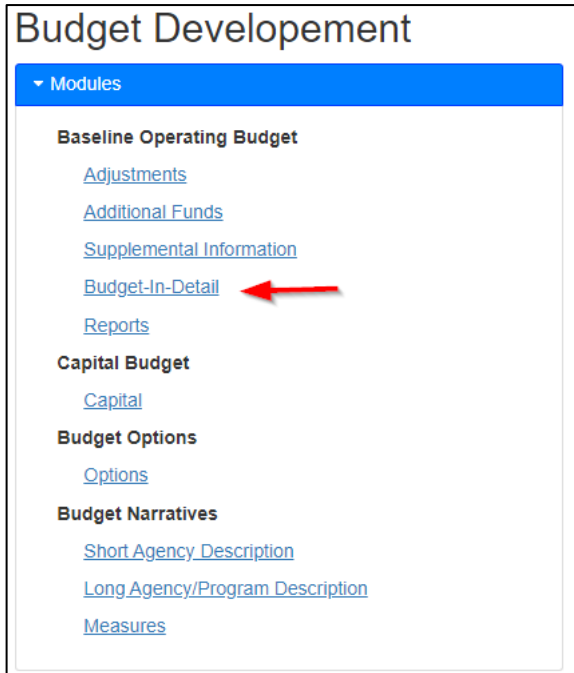 Budget Developement
Modules
Baseline Operating Budget
Adjustments
Additional Funds
Supplemental Information
Budget-In-Detail
Reports
Capital Budget
Capital
Budget Options
Options
Budget Narratives
Short Agency Description
Long Agency/Program Description
Measures